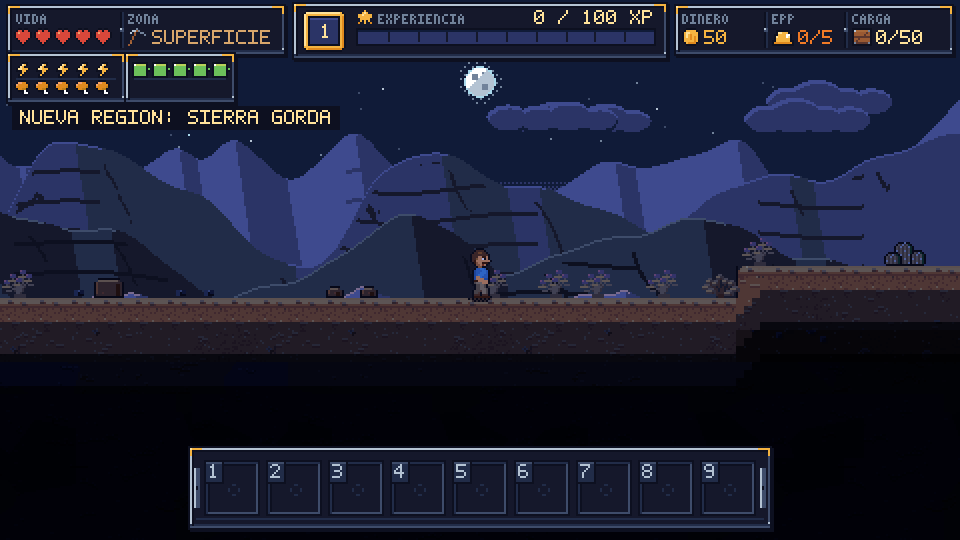 VIDA
ZONA
SUPERFICIE
1
EXPERIENCIA
0 / 100 XP
DINERO
50
EPP
0/5
CARGA
0/50
NUEVA REGION: SIERRA GORDA
1 2 3 4 5 6 7 8 9